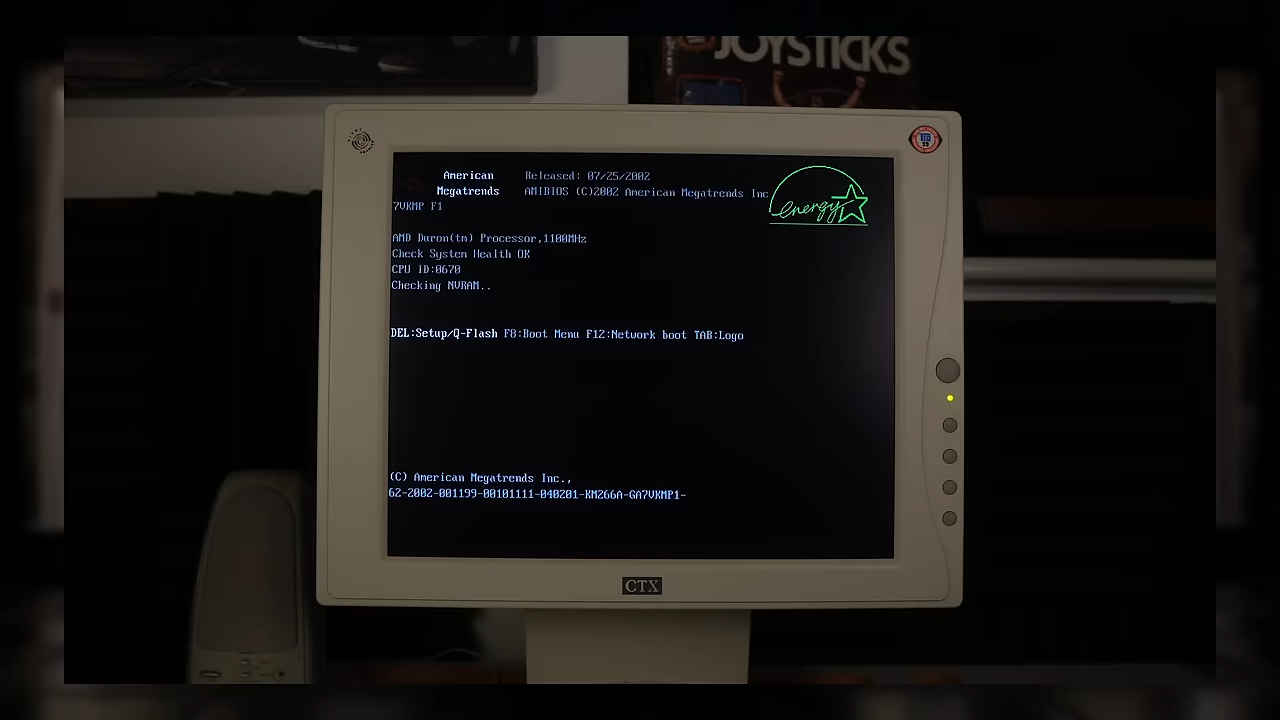 JOYSTICKS
American Released: 07/25/2002
Megatrends AMIBIOS (C)2002 American Megatrends Inc
7VKMP F1
energy
AMD Duron(tm) Processor,1100MHz
Check System Health OK
CPU ID:0670
Checking NVRAM..
DEL:Setup/Q-Flash F8:Boot Menu F12:Network boot TAB:Logo
(C) American Megatrends Inc.,
62-2002-001199-00101111-040201-KM266A-GA7VKMP1-
CTX